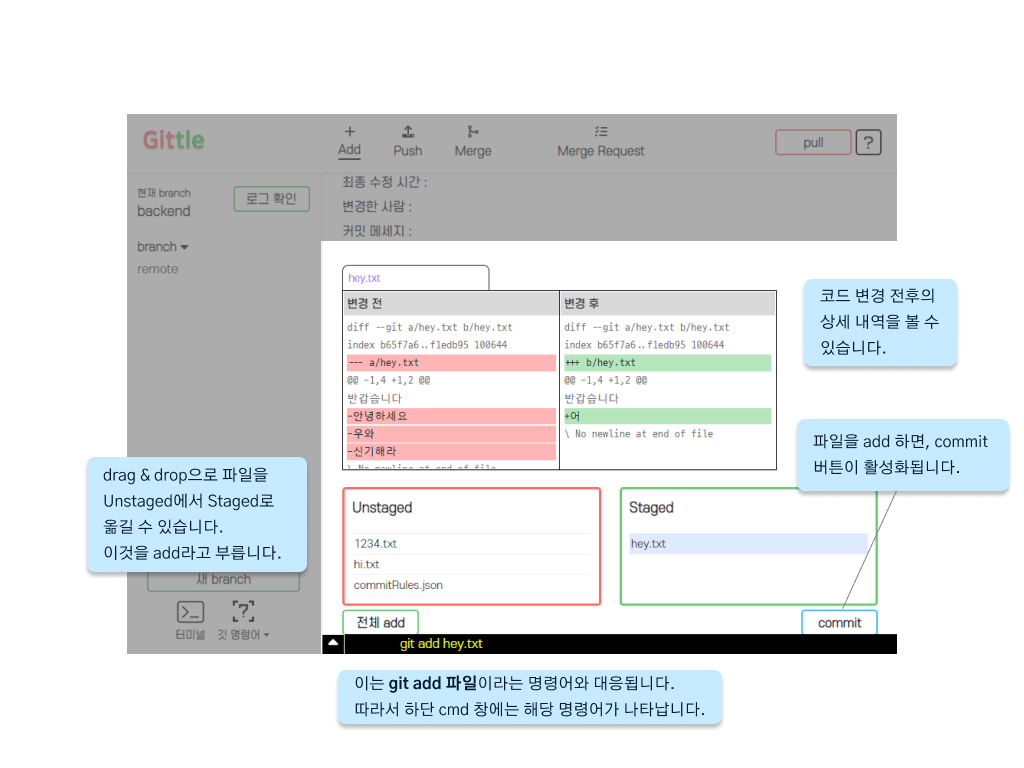 Gittle
Add
Push
Merge
Merge Request
pull
?
현재 branch
backend
로그 확인
branch
remote
최종 수정 시간 :
변경한 사람 :
커밋 메세지 :
hey.txt
변경 전
diff --git a/hey.txt b/hey.txt
index b65f7a6..f1edb95 100644
--- a/hey.txt
@@ -1,4 +1,2 @@
반갑습니다
-안녕하세요
-우와
-신기해라
\ No newline at end of file
변경 후
diff --git a/hey.txt b/hey.txt
index b65f7a6..f1edb95 100644
+++ b/hey.txt
@@ -1,4 +1,2 @@
반갑습니다
+어
\ No newline at end of file
코드 변경 전후의
상세 내역을 볼 수
있습니다.
파일을 add 하면, commit
버튼이 활성화됩니다.
drag & drop으로 파일을
Unstaged에서 Staged로
옮길 수 있습니다.
이것을 add라고 부릅니다.
Unstaged
1234.txt
hi.txt
commitRules.json
Staged
hey.txt
새 branch
터미널
깃 명령어
전체 add
commit
git add hey.txt
이는 git add 파일이라는 명령어와 대응됩니다.
따라서 하단 cmd 창에는 해당 명령어가 나타납니다.